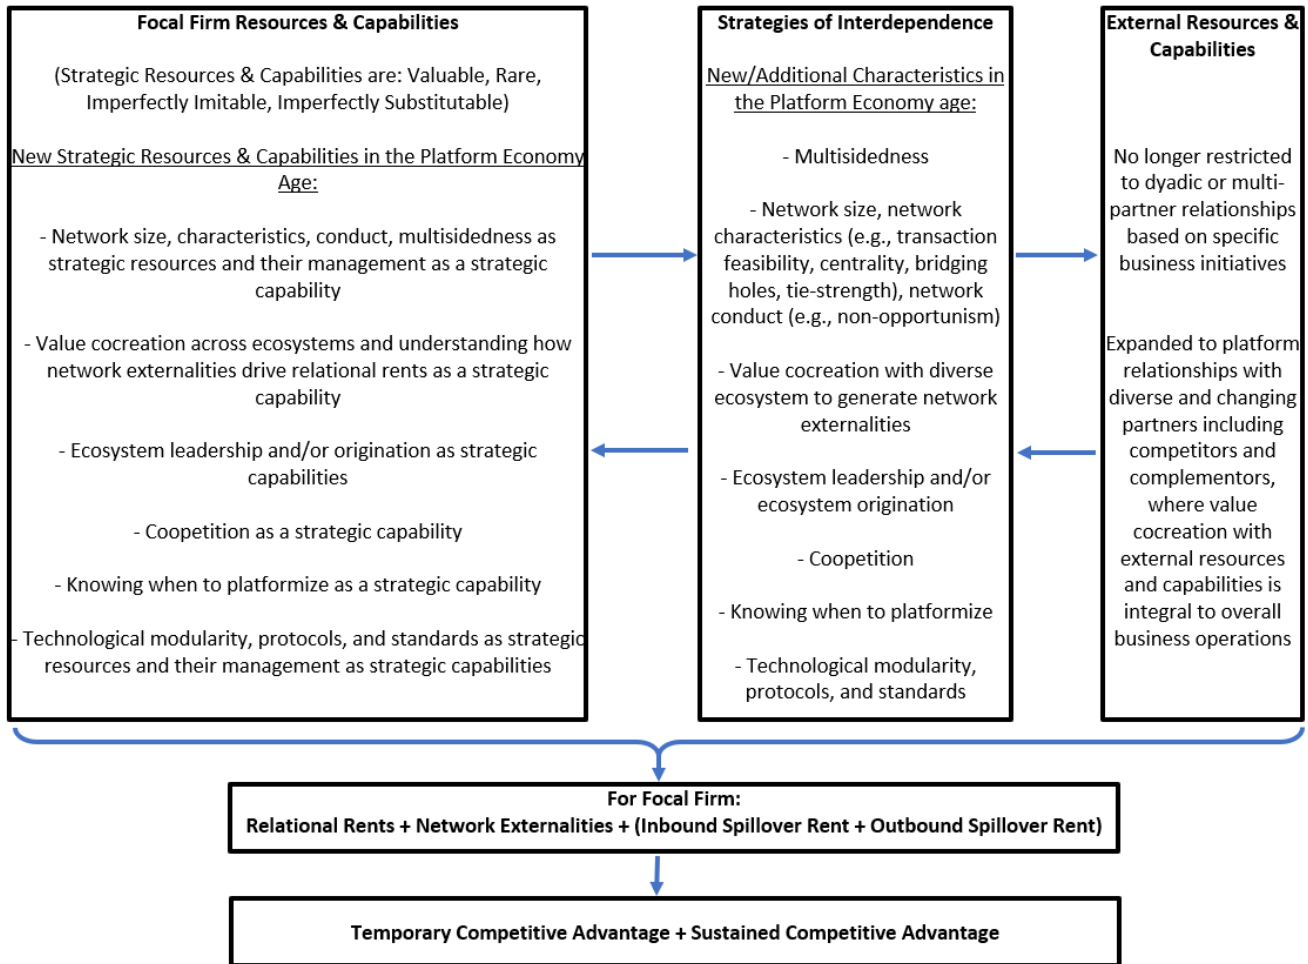 Focal Firm Resources & Capabilities
(Strategic Resources & Capabilities are: Valuable, Rare,
Imperfectly Imitable, Imperfectly Substitutable)
New Strategic Resources & Capabilities in the Platform Economy
Age:
- Network size, characteristics, conduct, multisidedness as
strategic resources and their management as a strategic
capability
- Value cocreation across ecosystems and understanding how
network externalities drive relational rents as a strategic
capability
- Ecosystem leadership and/or origination as strategic
capabilities
- Coopetition as a strategic capability
- Knowing when to platformize as a strategic capability
- Technological modularity, protocols, and standards as strategic
resources and their management as strategic capabilities
Strategies of Interdependence
New/Additional Characteristics in
the Platform Economy age:
- Multisidedness
- Network size, network
characteristics (e.g., transaction
feasibility, centrality, bridging
holes, tie-strength), network
conduct (e.g., non-opportunism)
- Value cocreation with diverse
ecosystem to generate network
externalities
- Ecosystem leadership and/or
ecosystem origination
- Coopetition
- Knowing when to platformize
- Technological modularity,
protocols, and standards
External Resources &
Capabilities
No longer restricted
to dyadic or multi-
partner relationships
based on specific
business initiatives
Expanded to platform
relationships with
diverse and changing
partners including
competitors and
complementors,
where value
cocreation with
external resources
and capabilities is
integral to overall
business operations
For Focal Firm:
Relational Rents + Network Externalities + (Inbound Spillover Rent + Outbound Spillover Rent)
Temporary Competitive Advantage + Sustained Competitive Advantage